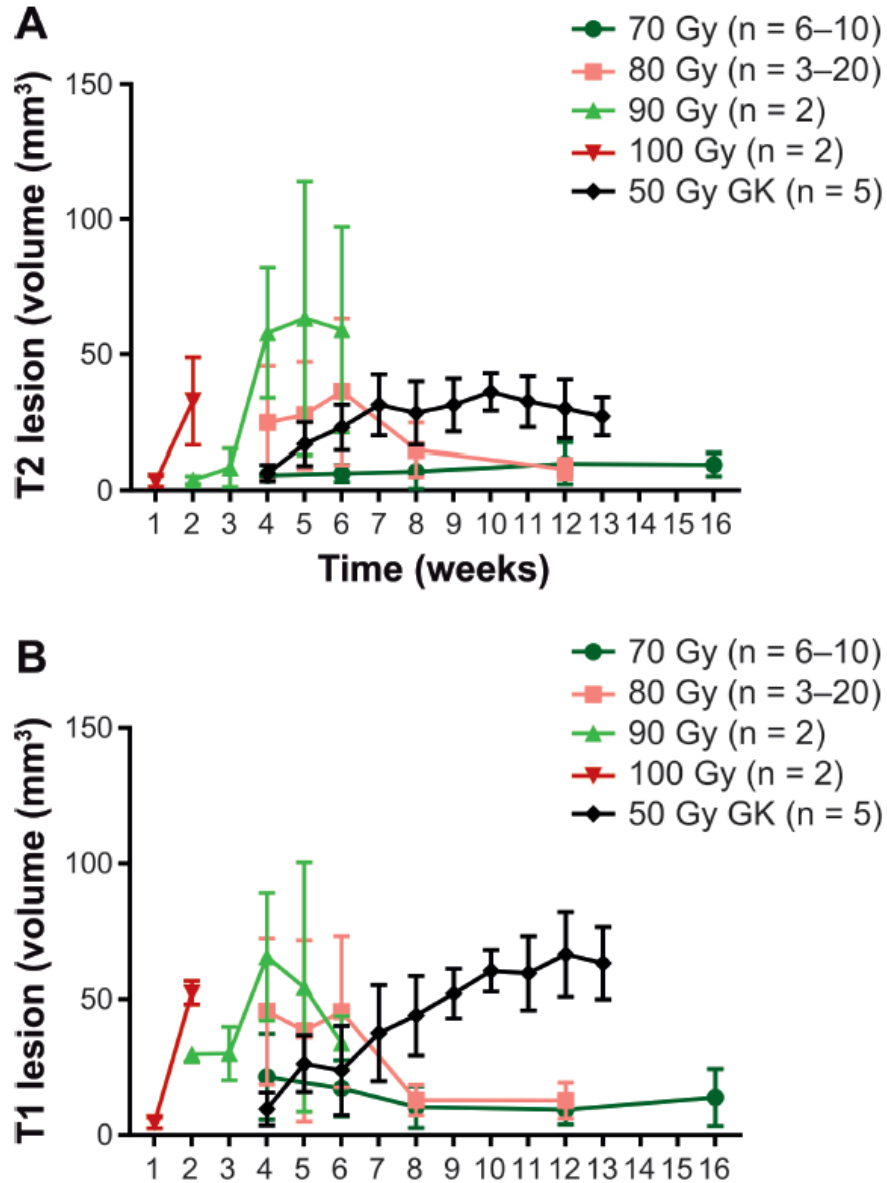 A
70 Gy (n = 6–10)
80 Gy (n = 3–20)
90 Gy (n = 2)
100 Gy (n = 2)
50 Gy GK (n = 5)
T2 lesion (volume mm³)
150
100
50
0
1 2 3 4 5 6 7 8 9 10 11 12 13 14 15 16
Time (weeks)
B
70 Gy (n = 6–10)
80 Gy (n = 3–20)
90 Gy (n = 2)
100 Gy (n = 2)
50 Gy GK (n = 5)
T1 lesion (volume mm³)
150
100
50
0
1 2 3 4 5 6 7 8 9 10 11 12 13 14 15 16